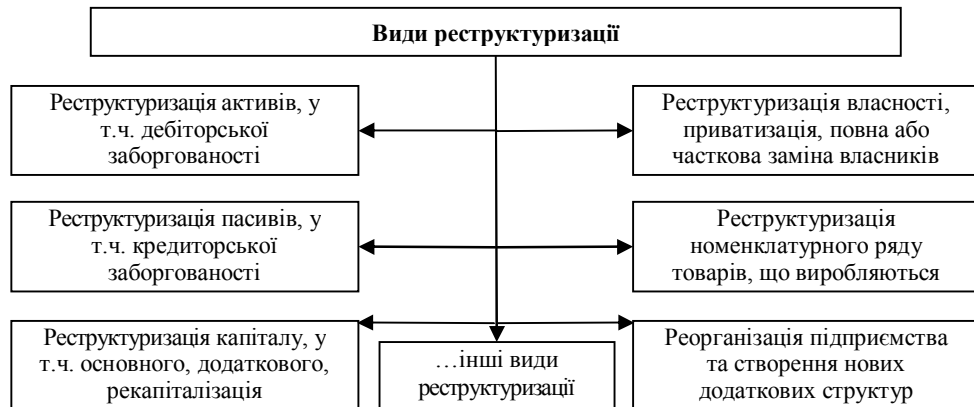 Види реструктуризації
Реструктуризація активів, у
т.ч. дебіторської
заборгованості
Реструктуризація власності,
приватизація, повна або
часткова заміна власників
Реструктуризація пасивів, у
т.ч. кредиторської
заборгованості
Реструктуризація
номенклатурного ряду
товарів, що виробляються
Реструктуризація капіталу, у
т.ч. основного, додаткового,
рекапіталізація
…інші види
реструктуризації
Реорганізація підприємства
та створення нових
додаткових структур